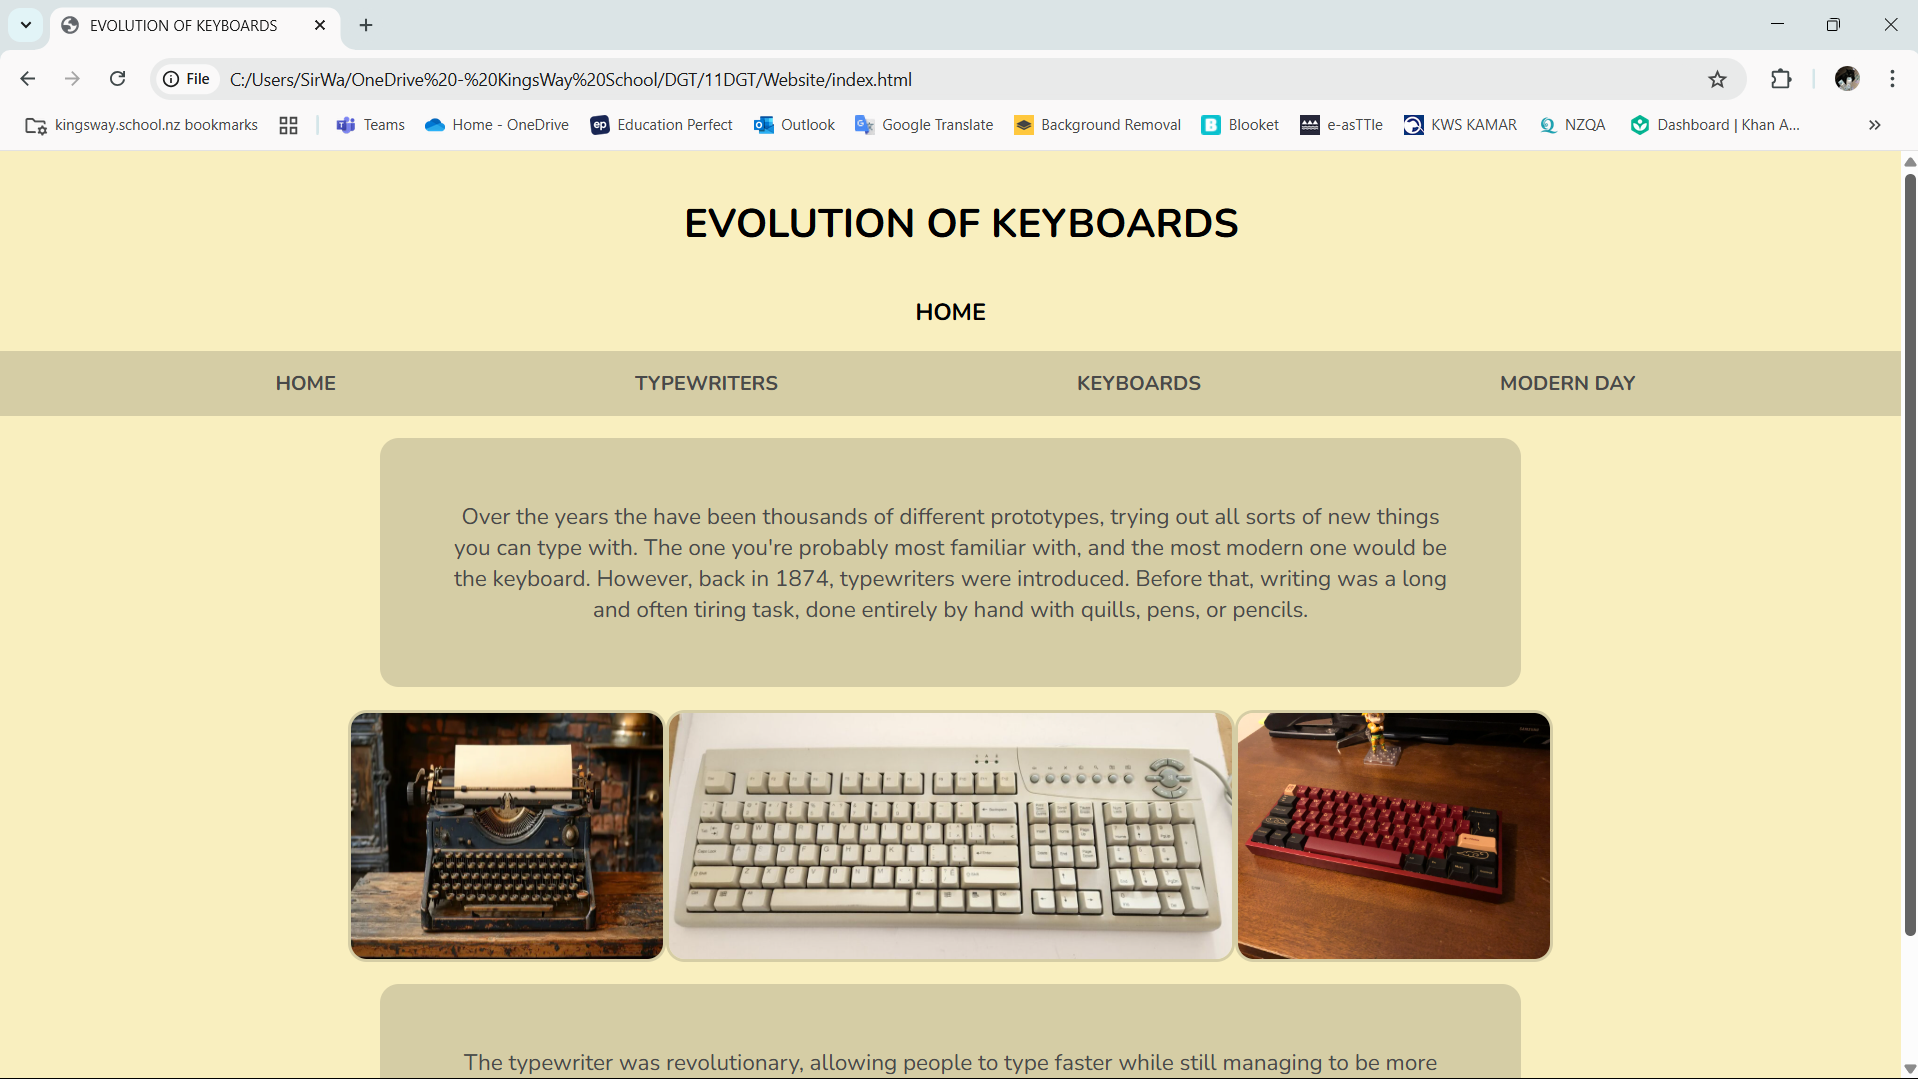 EVOLUTION OF KEYBOARDS
File C:/Users/SirWa/OneDrive%20-%20KingsWay%20School/DGT/11DGT/Website/index.html
kingsway.school.nz bookmarks Teams Home - OneDrive ep Education Perfect Outlook Google Translate Background Removal B Blooket e-asTTle KWS KAMAR NZQA Dashboard | Khan A...
EVOLUTION OF KEYBOARDS
HOME
HOME TYPEWRITERS KEYBOARDS MODERN DAY
Over the years the have been thousands of different prototypes, trying out all sorts of new things
you can type with. The one you're probably most familiar with, and the most modern one would be
the keyboard. However, back in 1874, typewriters were introduced. Before that, writing was a long
and often tiring task, done entirely by hand with quills, pens, or pencils.
The typewriter was revolutionary, allowing people to type faster while still managing to be more